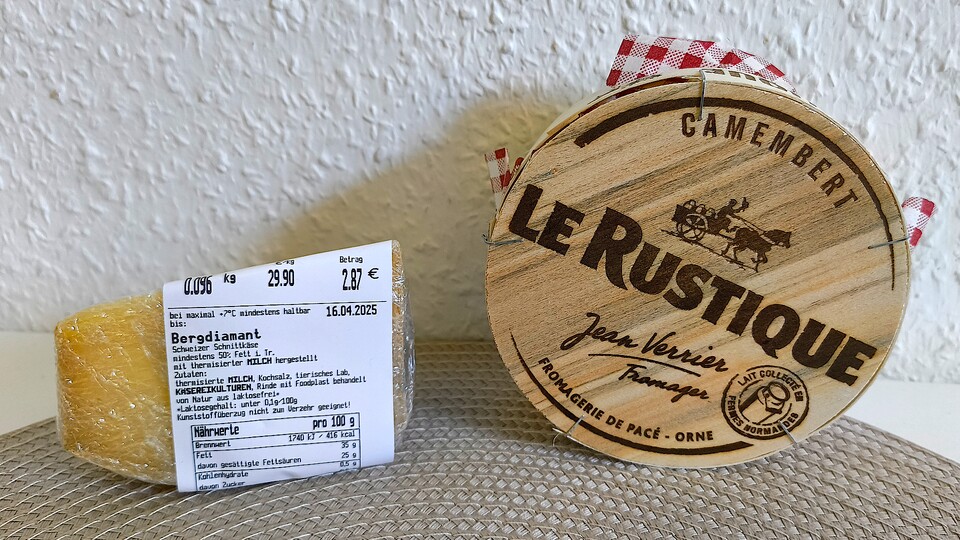 €/kg Betrag
0.096 kg 29.90 2.87 €
bei maximal +7°C mindestens haltbar
bis: 16.04.2025
Bergdiamant
Schweizer Schnittkäse
mindestens 50% Fett i. Tr.
mit thermisierter MILCH hergestellt
Zutaten:
thermisierte MILCH, Kochsalz, tierisches Lab,
KÄSEREIKULTUREN, Rinde mit Foodplast behandelt
von Natur aus laktosefrei*
*Laktosegehalt: unter 0,1g/100g
Kunststoffüberzug nicht zum Verzehr geeignet!
Nährwerte pro 100 g
Brennwert 1740 kJ / 416 kcal
Fett 35 g
davon gesättigte Fettsäuren 25 g
Kohlenhydrate 0,5 g
davon Zucker
CAMEMBERT
LE RUSTIQUE
Jean Verrier
Fromager
FROMAGERIE DE PACÉ - ORNE
LAIT COLLECTÉ EN
FERMES NORMANDES